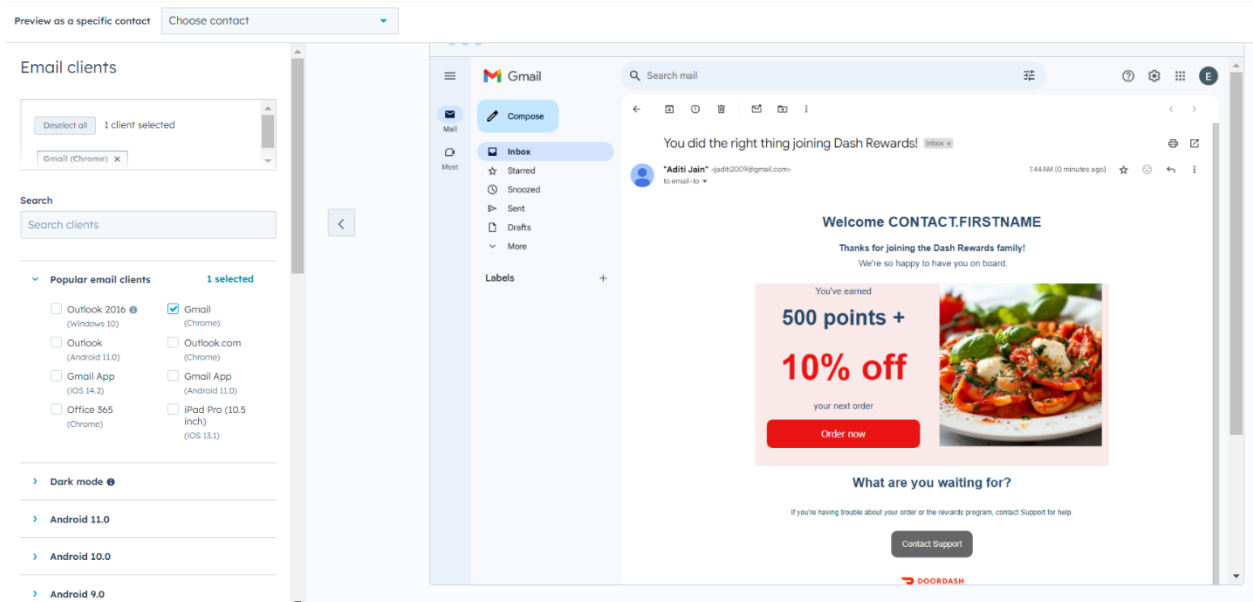 Preview as a specific contact
Choose contact
Email clients
Deselect all
1 client selected
Gmail (Chrome) ×
Search
Search clients
Popular email clients
1 selected
Outlook 2016
(Windows 10)
Gmail
(Chrome)
Outlook
(Android 11.0)
Outlook.com
(Chrome)
Gmail App
(iOS 14.2)
Gmail App
(Android 11.0)
Office 365
(Chrome)
iPad Pro (10.5
inch)
(iOS 13.1)
Dark mode
Android 11.0
Android 10.0
Android 9.0
Gmail
Search mail
E
Mail
Meet
Compose
Inbox
Starred
Snoozed
Sent
Drafts
More
Labels
You did the right thing joining Dash Rewards!
Inbox ×
"Aditi Jain" <jaditi2009@gmail.com>
to email-to
1:44 AM (0 minutes ago)
Welcome CONTACT.FIRSTNAME
Thanks for joining the Dash Rewards family!
We're so happy to have you on board.
You've earned
500 points +
10% off
your next order
Order now
What are you waiting for?
If you're having trouble about your order or the rewards program, contact Support for help.
Contact Support
DOORDASH